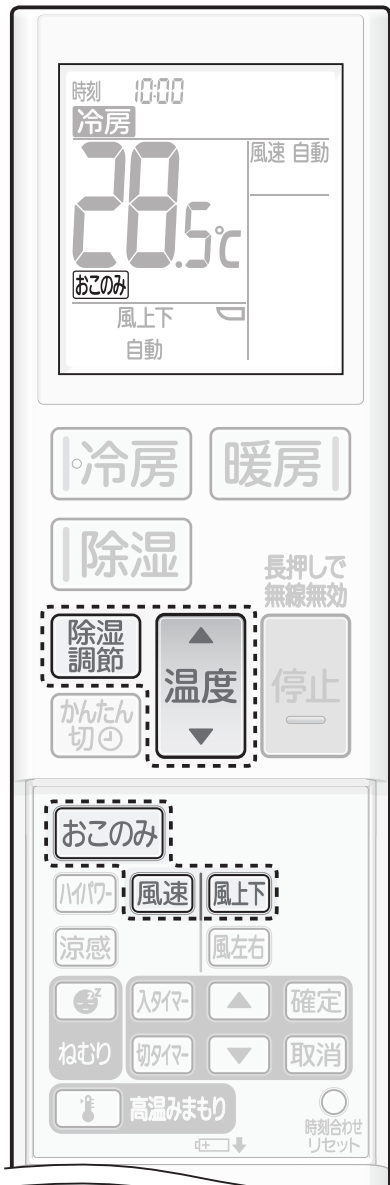 時刻 10:00
冷房
28.5℃
風速 自動
おこのみ
風上下
自動
冷房 暖房
除湿
長押しで
無線無効
除湿
調節
温度
停止
かんたん
切
おこのみ
ハイパワー 風速 風上下
涼感 風左右
入タイマー 確定
ねむり 切タイマー 取消
高温みまもり
時刻合わせ
リセット